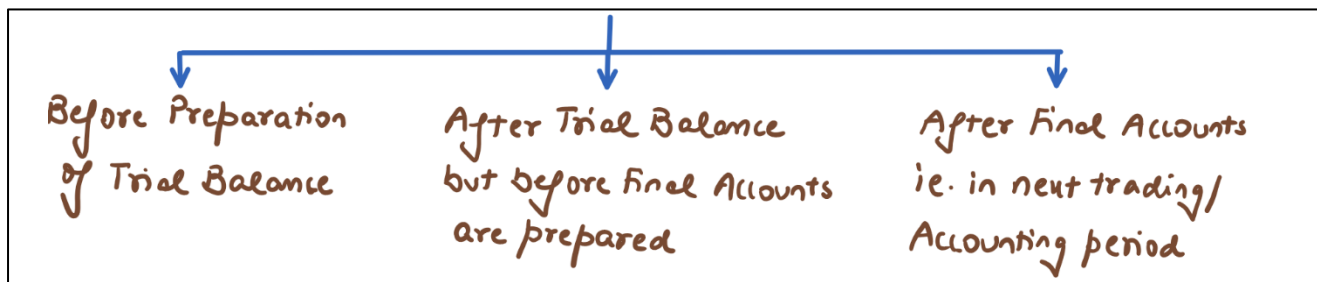 Before Preparation
of Trial Balance
After Trial Balance
but before Final Accounts
are prepared
After Final Accounts
ie. in next trading/
Accounting period